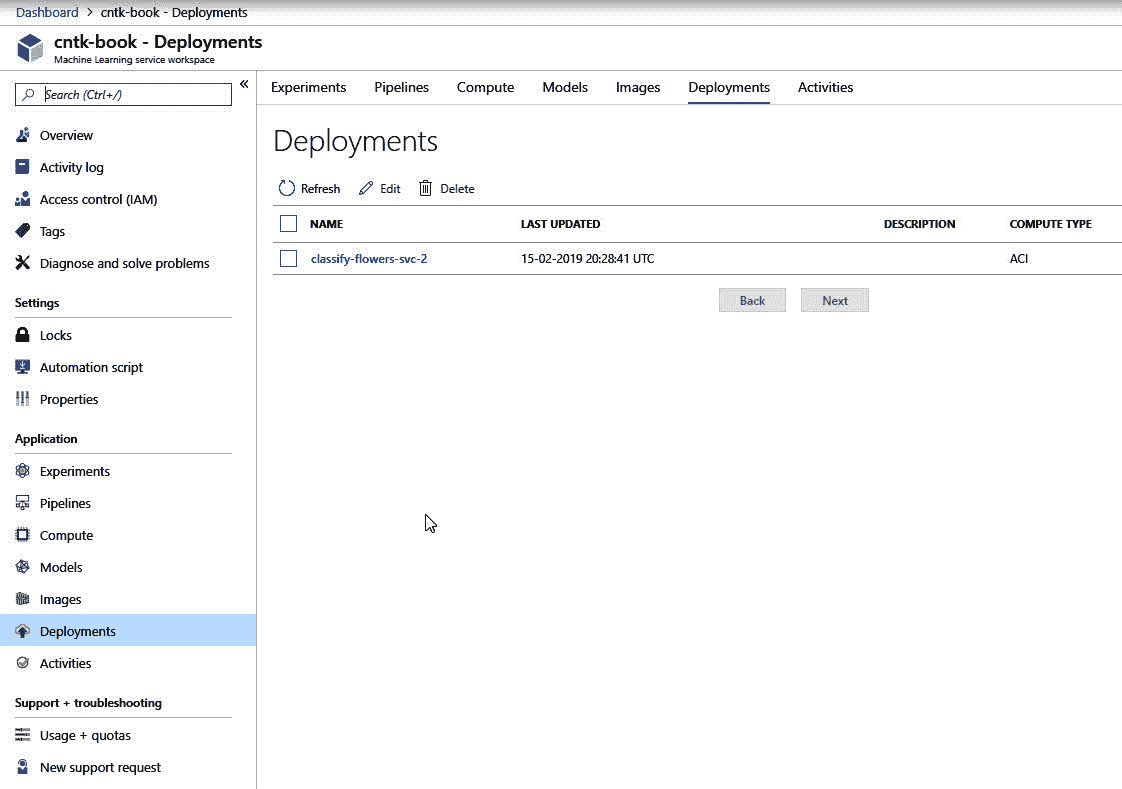 Dashboard > cntk-book - Deployments
cntk-book - Deployments
Machine Learning service workspace
Search (Ctrl+/)
«
Overview
Activity log
Access control (IAM)
Tags
Diagnose and solve problems
Settings
Locks
Automation script
Properties
Application
Experiments
Pipelines
Compute
Models
Images
Deployments
Activities
Support + troubleshooting
Usage + quotas
New support request
Experiments Pipelines Compute Models Images Deployments Activities
Deployments
Refresh Edit Delete
NAME LAST UPDATED DESCRIPTION COMPUTE TYPE
classify-flowers-svc-2 15-02-2019 20:28:41 UTC ACI
Back Next